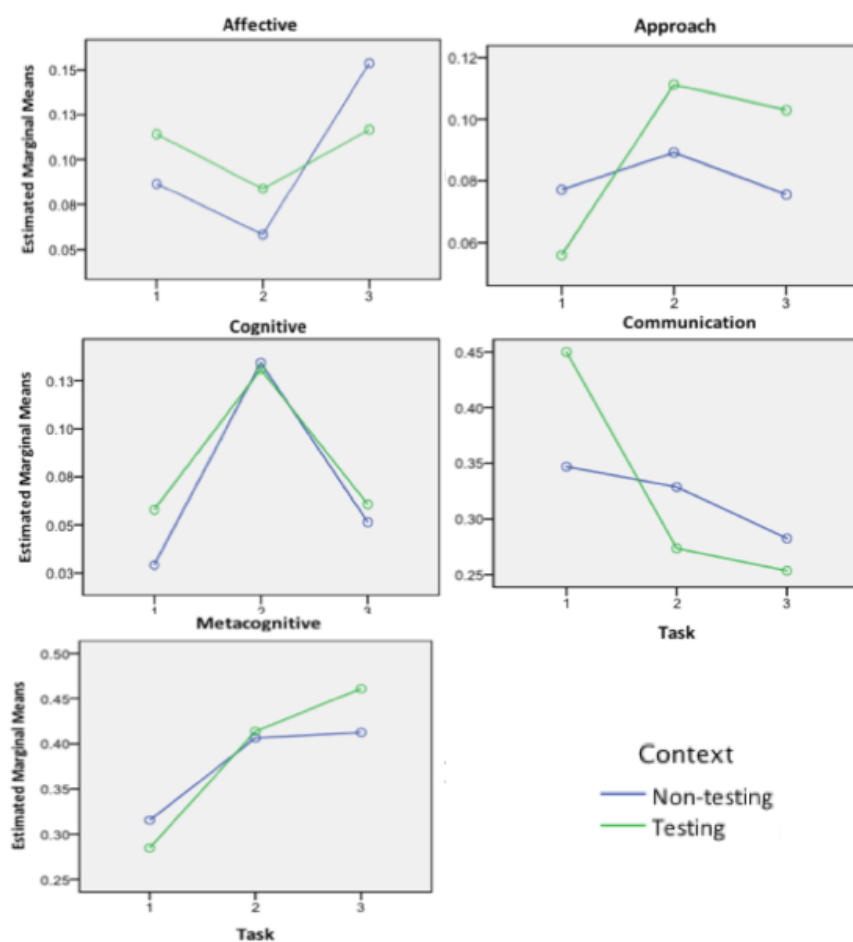 Affective
Estimated Marginal Means
0.15
0.13
0.10
0.08
0.05
1 2 3
Approach
0.12
0.10
0.08
0.06
1 2 3
Cognitive
Estimated Marginal Means
0.13
0.10
0.08
0.05
0.03
1 2 3
Communication
0.45
0.40
0.35
0.30
0.25
1 2 3
Task
Metacognitive
Estimated Marginal Means
0.50
0.45
0.40
0.35
0.30
0.25
1 2 3
Task
Context
Non-testing
Testing